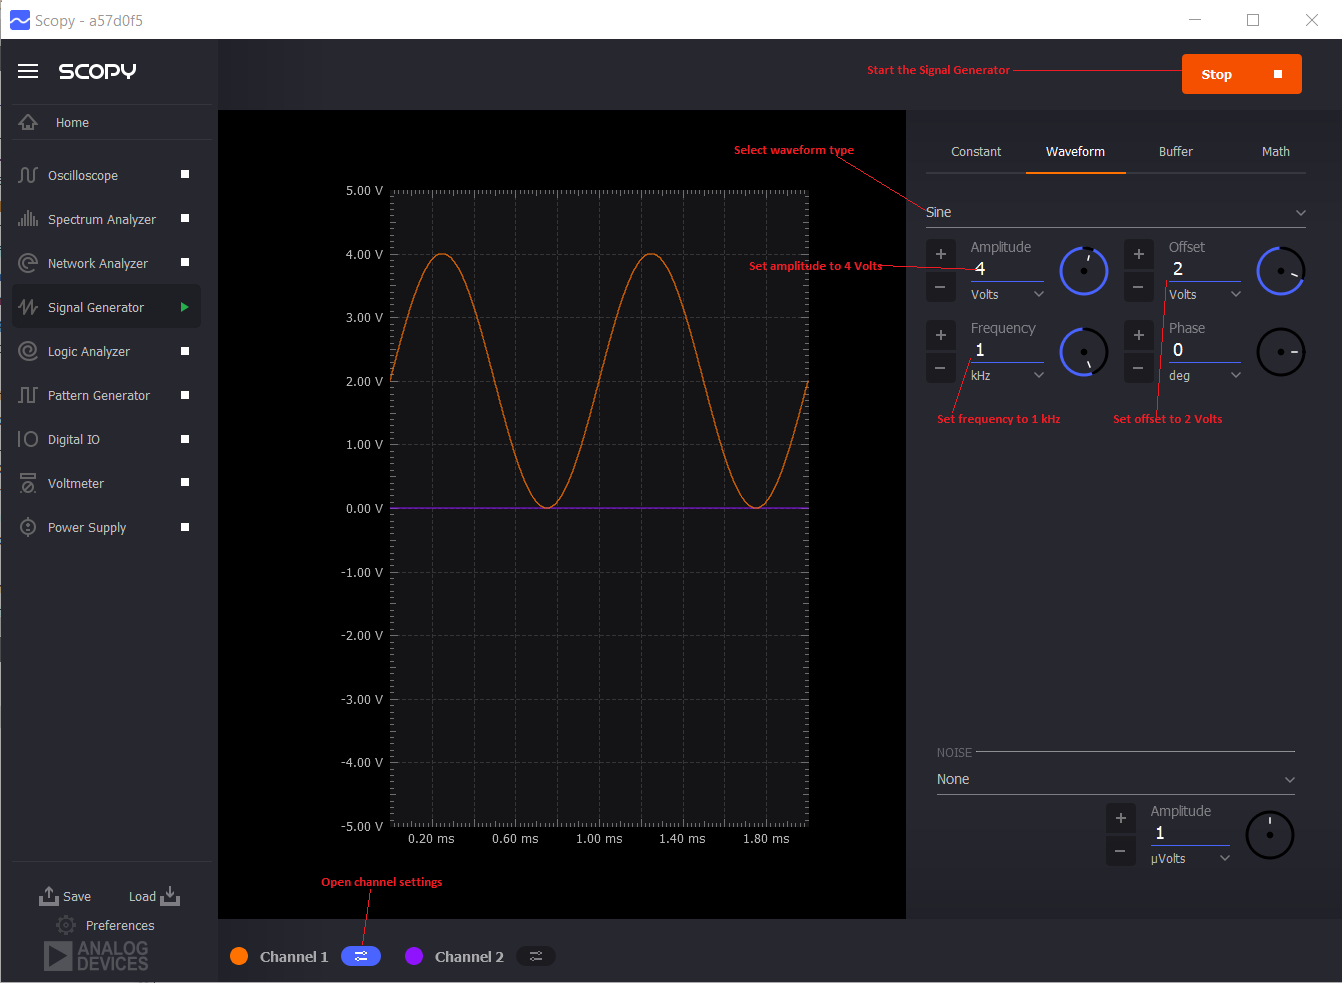 Scopy - a57d0f5
SCOPY
Start the Signal Generator
Stop
Home
Oscilloscope
Spectrum Analyzer
Network Analyzer
Signal Generator
Logic Analyzer
Pattern Generator
Digital IO
Voltmeter
Power Supply
Save
Load
Preferences
ANALOG
DEVICES
Select waveform type
5.00 V
4.00 V
3.00 V
2.00 V
1.00 V
0.00 V
-1.00 V
-2.00 V
-3.00 V
-4.00 V
-5.00 V
0.20 ms
0.60 ms
1.00 ms
1.40 ms
1.80 ms
Constant
Waveform
Buffer
Math
Sine
Amplitude
4
Volts
Offset
2
Volts
Set amplitude to 4 Volts
Frequency
1
kHz
Phase
0
deg
Set frequency to 1 kHz
Set offset to 2 Volts
NOISE
None
Amplitude
1
µVolts
Open channel settings
Channel 1
Channel 2